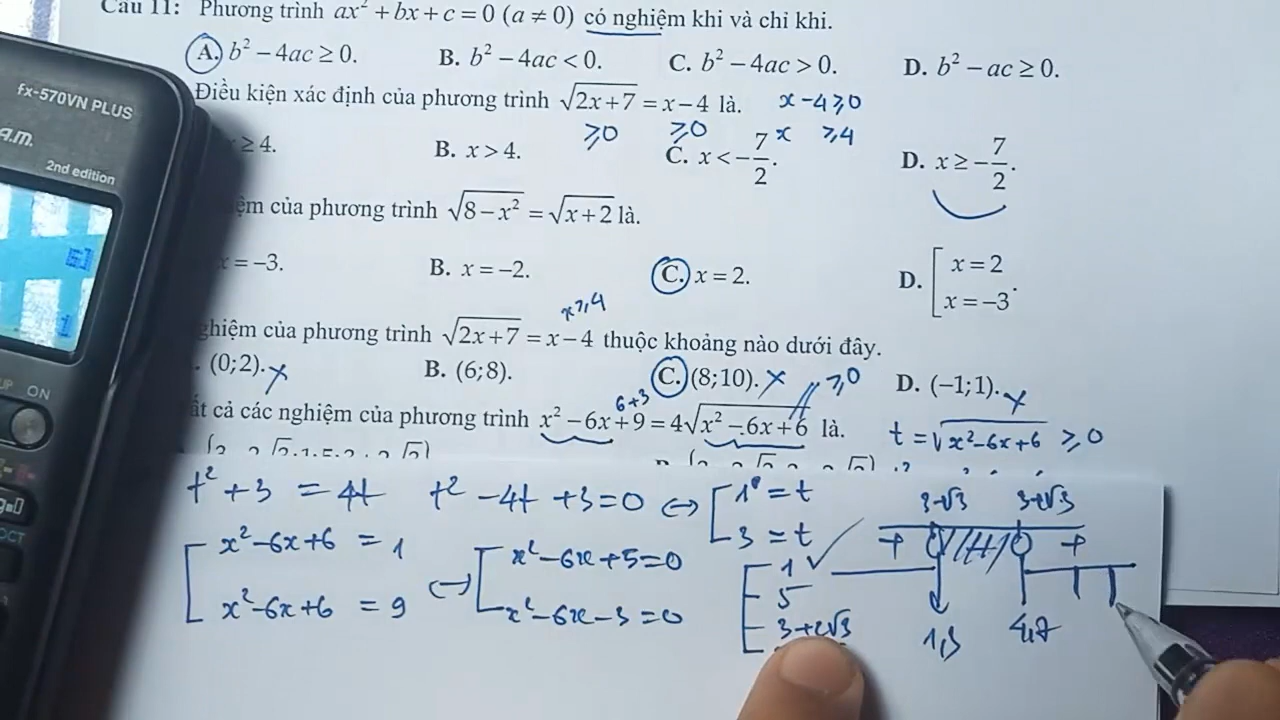 Câu 11: Phương trình ax² + bx + c = 0 (a ≠ 0) có nghiệm khi và chỉ khi.
A. b² − 4ac ≥ 0. B. b² − 4ac < 0. C. b² − 4ac > 0. D. b² − ac ≥ 0.
fx-570VN PLUS
Điều kiện xác định của phương trình √(2x+7) = x − 4 là. x − 4 ≥ 0
≥0 ≥0 x ≥ 4
a.m.
2nd edition
≥ 4. B. x > 4. C. x < −7/2. D. x ≥ −7/2.
của phương trình √(8−x²) = √(x+2) là.
= −3. B. x = −2. C. x = 2. D. [x = 2
x = −3.
x ≥ 4
của phương trình √(2x+7) = x − 4 thuộc khoảng nào dưới đây.
(0;2). x B. (6;8). C. (8;10). x ≥0 D. (−1;1). x
ON
6+3
cả các nghiệm của phương trình x² − 6x + 9 = 4√(x² − 6x + 6) là. t = √(x²−6x+6) ≥ 0
t² + 3 = 4t t² − 4t + 3 = 0 ⇔ [1 = t
3 = t
x²−6x+6 = 1
x²−6x+6 = 9
⇔ [x²−6x+5=0
x²−6x−3=0
[1 ✓
5
3+2√3
3−√3 3+√3
+ +
1,3 4,7